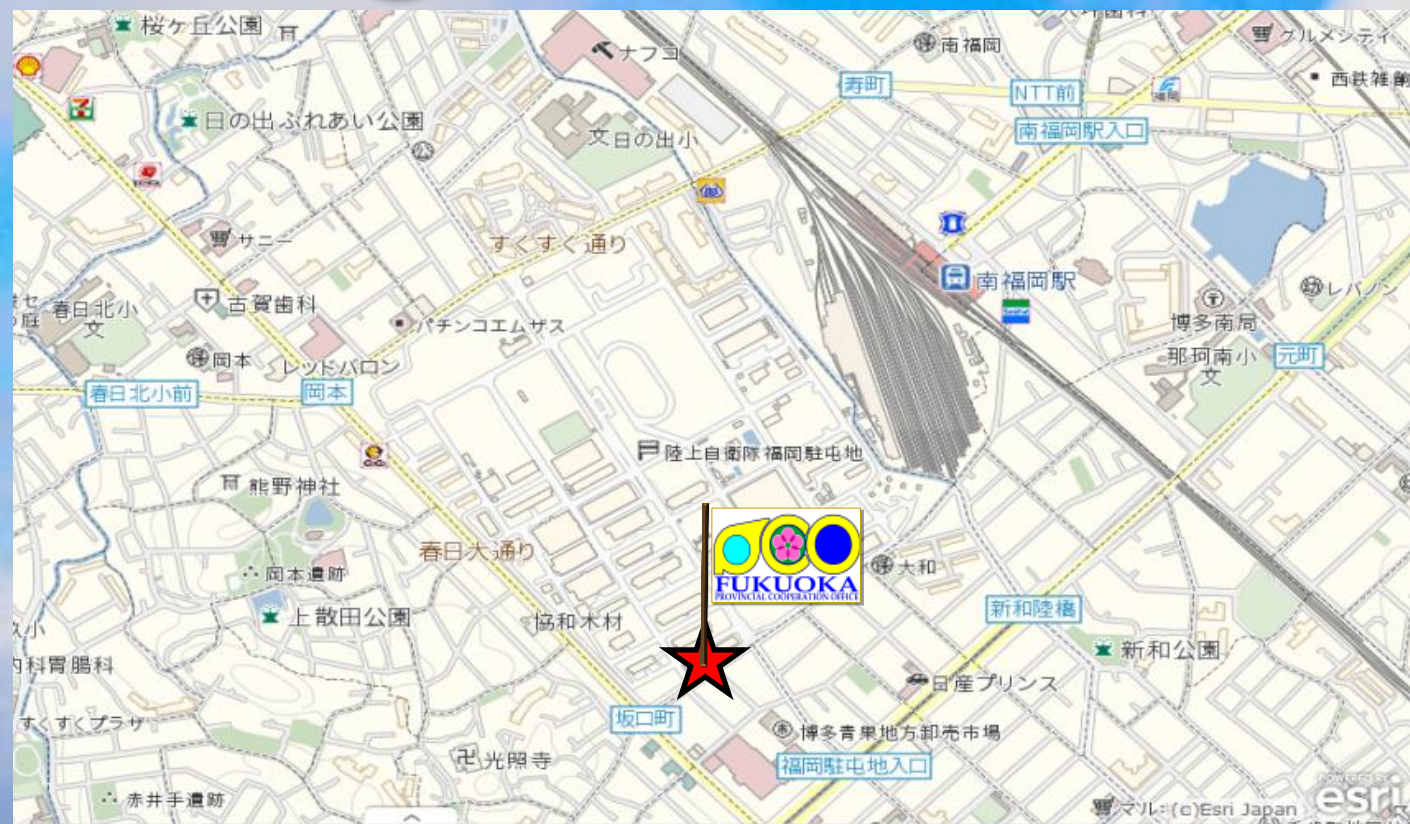 桜ヶ丘公園
ナフコ
南福岡
グルメシティ
寿町
NTT前
西鉄雑餉
日の出ふれあい公園
文日の出小
南福岡駅入口
サニー
すくすく通り
南福岡駅
レバノン
春日北小
文
古賀歯科
パチンコエムザス
博多南局
岡本
レッドバロン
那珂南小
文
元町
春日北小前
岡本
陸上自衛隊福岡駐屯地
熊野神社
春日大通り
大和
岡本遺跡
FUKUOKA
PROVINCIAL COOPERATION OFFICE
上散田公園
協和木材
新和陸橋
内科胃腸科
新和公園
日産プリンス
すくすくプラザ
坂口町
博多青果地方卸売市場
光照寺
福岡駐屯地入口
赤井手遺跡
POWERED BY
esri
マル:(c)Esri Japan